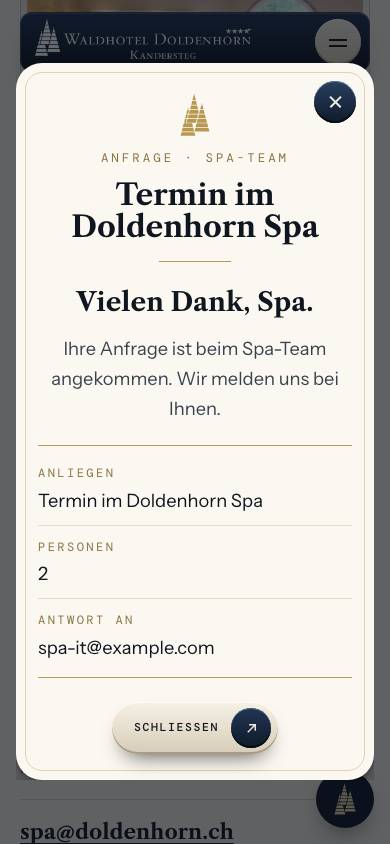 WALDHOTEL DOLDENHORN
KANDERSTEG
ANFRAGE · SPA-TEAM
Termin im
Doldenhorn Spa
Vielen Dank, Spa.
Ihre Anfrage ist beim Spa-Team
angekommen. Wir melden uns bei
Ihnen.
ANLIEGEN
Termin im Doldenhorn Spa
PERSONEN
2
ANTWORT AN
spa-it@example.com
SCHLIESSEN
spa@doldenhorn.ch